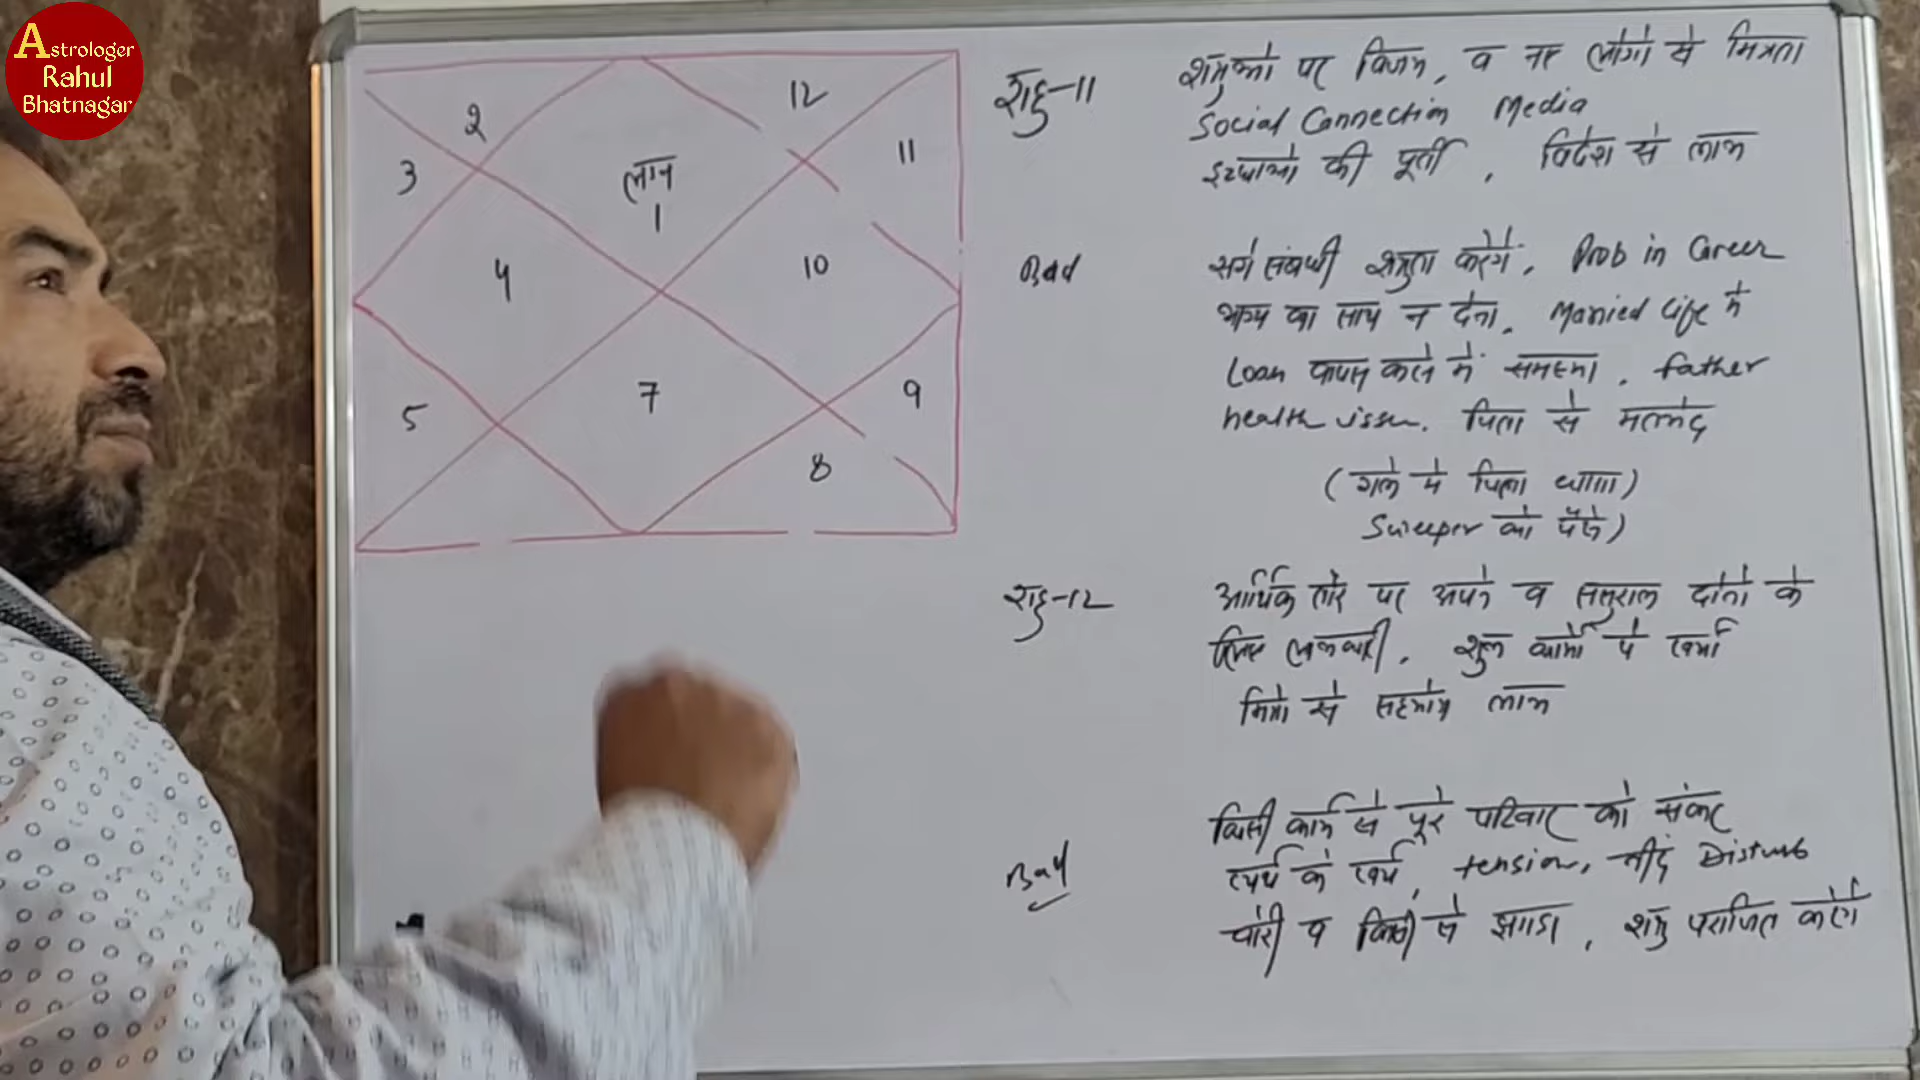 Astrologer
Rahul
Bhatnagar
2
12
3
लग्न
1
11
4
10
5
7
9
8
राहु-11
शत्रुओ पर विजय, व नए लोगो से मित्रता
Social Connection Media
इच्छाओ की पूर्ती, विदेश से लाभ
Bad
सगे संबंधी शत्रुता करेगें, Prob in Career
भाग्य का साथ न देना, Married life मे
Loan वापस करने में समस्या, father
health issue, पिता से मतभेद
(गले मे पिला धागा)
Sweeper को पैसे)
राहु-12
आर्थिक तौर पर अपने व ससुराल दोनो के
लिए लाभकारी, शुभ कामो पे खर्चा
मित्रो से सहयोग लाभ
Bad
किसी कार्य से पूरे परिवार को संकट
व्यर्थ के खर्च, tension, नींद Disturb
चोरी व किसी से झगडा, शत्रु पराजित करेगे